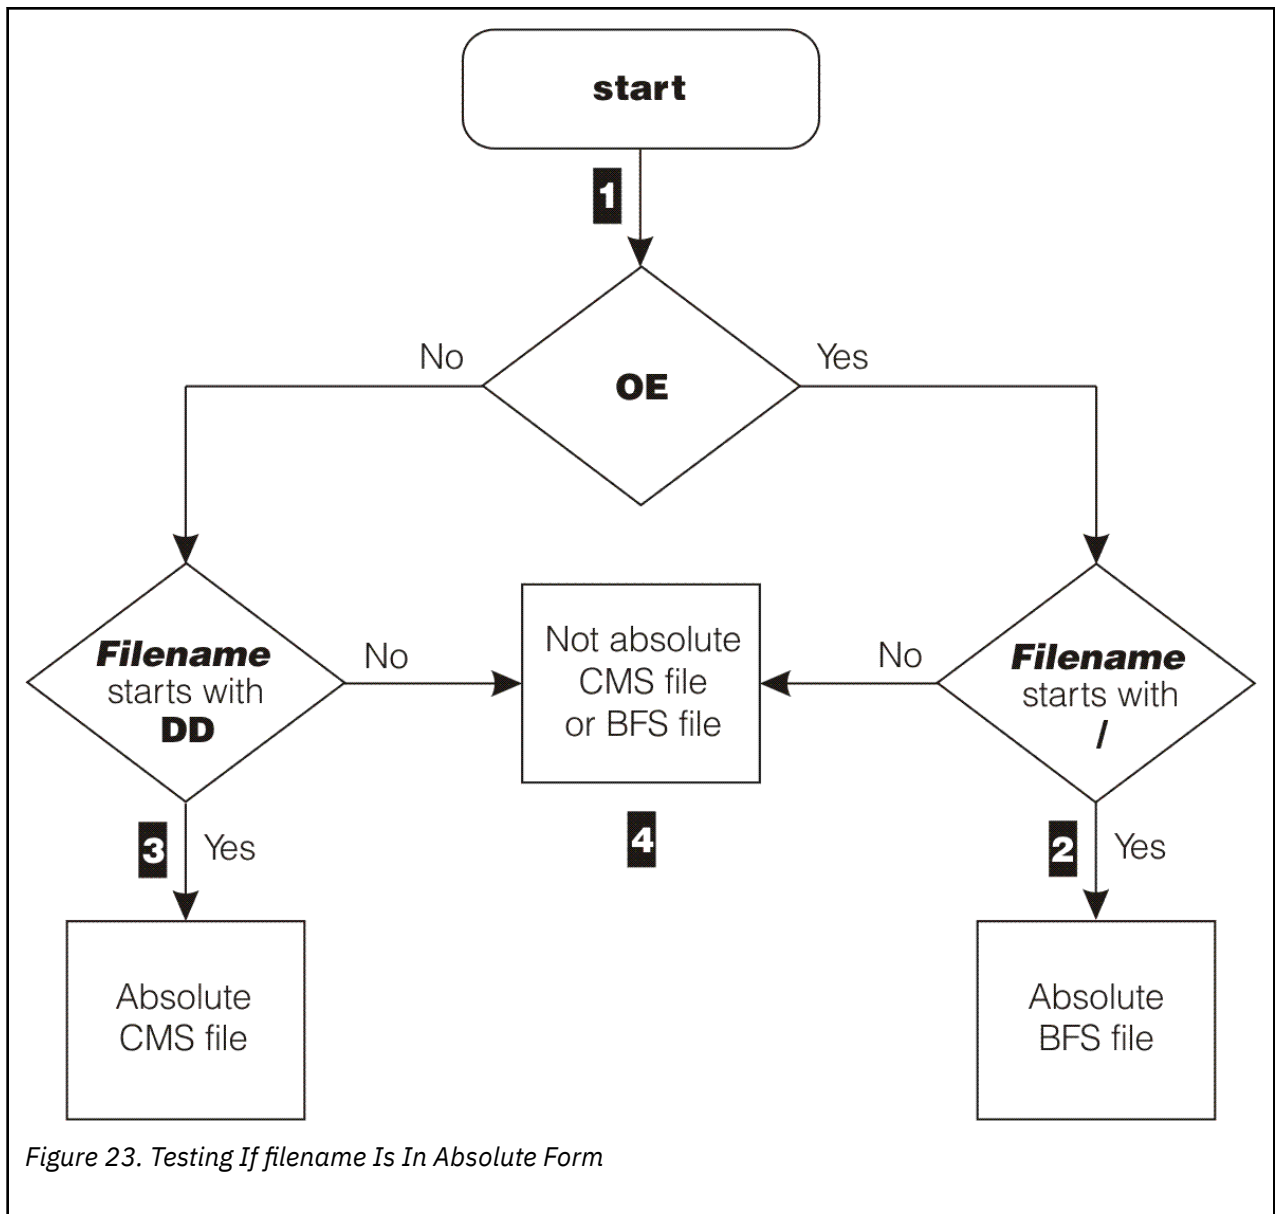 start
1
OE
No
Yes
Filename
starts with
DD
No
Not absolute
CMS file
or BFS file
No
Filename
starts with
/
3
Yes
4
2
Yes
Absolute
CMS file
Absolute
BFS file
Figure 23. Testing If filename Is In Absolute Form